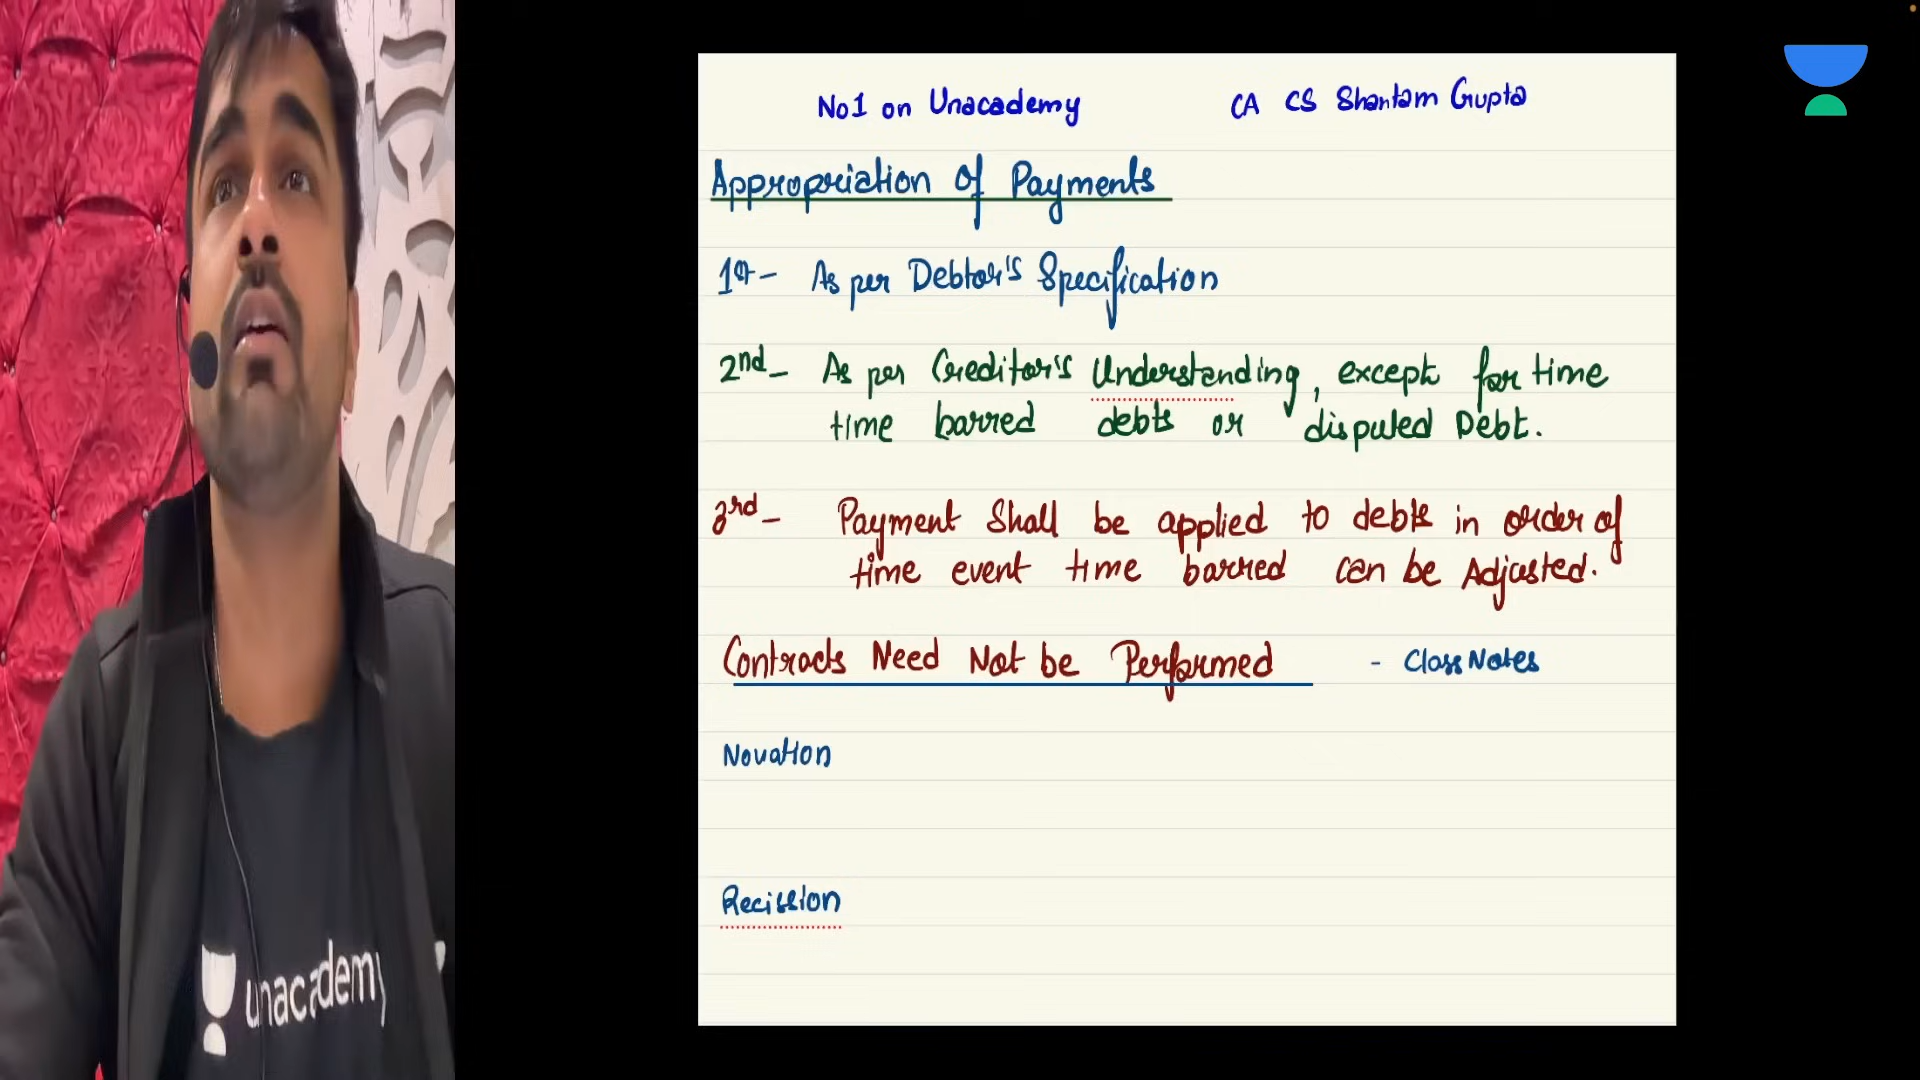 No1 on Unacademy CA CS Shantam Gupta
Appropriation of Payments
1st- As per Debtor's Specification
2nd- As per Creditor's Understanding, except for time
time barred debts or disputed Debt.
3rd- Payment Shall be applied to debts in order of
time event time barred can be Adjusted.
Contracts Need Not be Performed - Class Notes
Novation
Recission
unacademy